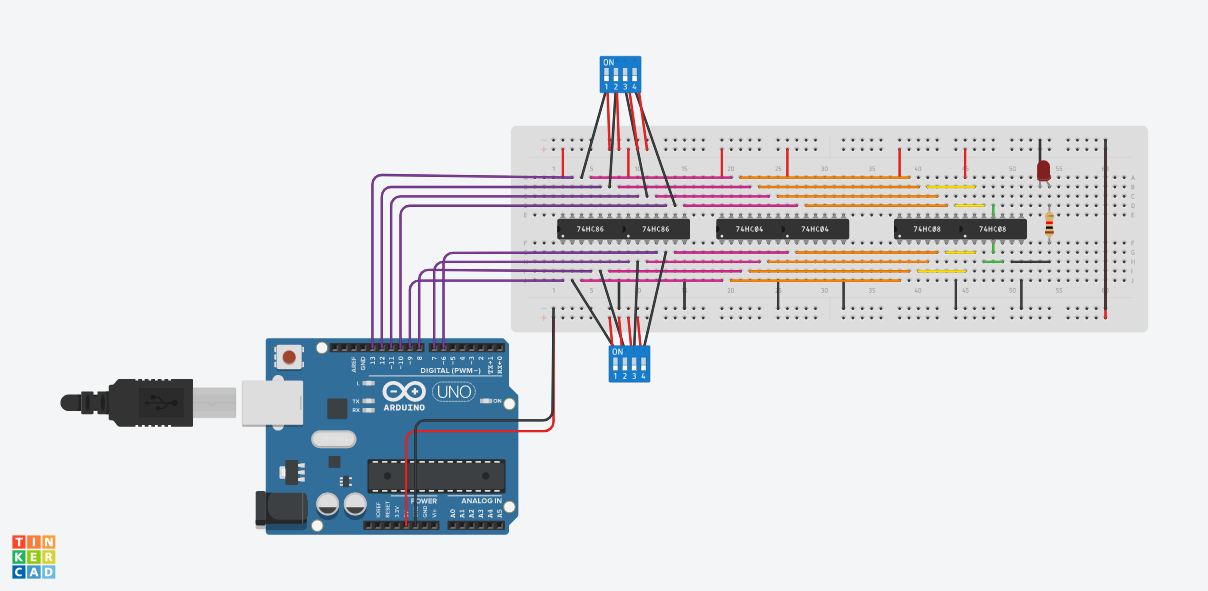 ON
1 2 3 4
1 5 10 15 20 25 30 35 40 45 50 55 60
A
B
C
D
E
74HC86 74HC86 74HC04 74HC04 74HC08 74HC08
F
G
H
I
J
1 5 10 15 20 25 30 35 40 45 50 55 60
ON
1 2 3 4
AREF
GND
13
12
~11
~10
~9
8
7
~6
~5
4
~3
2
TX→1
RX←0
DIGITAL (PWM~)
L
TX
RX
ARDUINO
UNO
ON
POWER
ANALOG IN
IOREF
RESET
3.3V
GND
Vin
A0
A1
A2
A3
A4
A5
TIN
KER
CAD